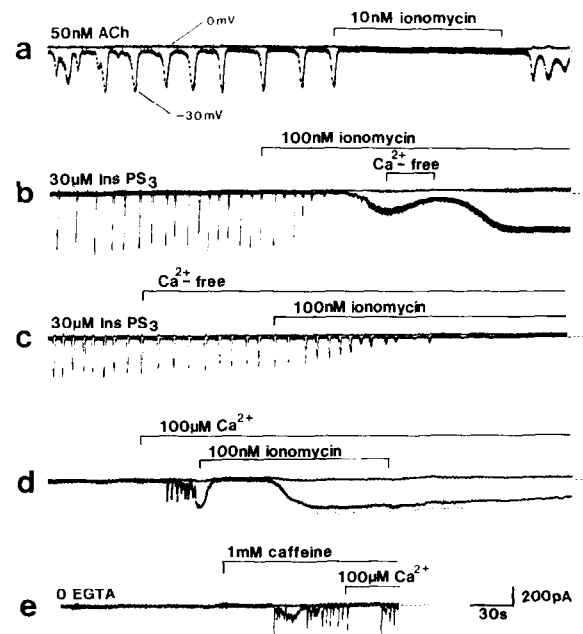 a
50nM ACh
0mV
10nM ionomycin
−30mV
100nM ionomycin
Ca2+-free
b
30µM Ins PS3
Ca2+-free
100nM ionomycin
c
30µM Ins PS3
100µM Ca2+
100nM ionomycin
d
1mM caffeine
100µM Ca2+
e
0 EGTA
200pA
30s